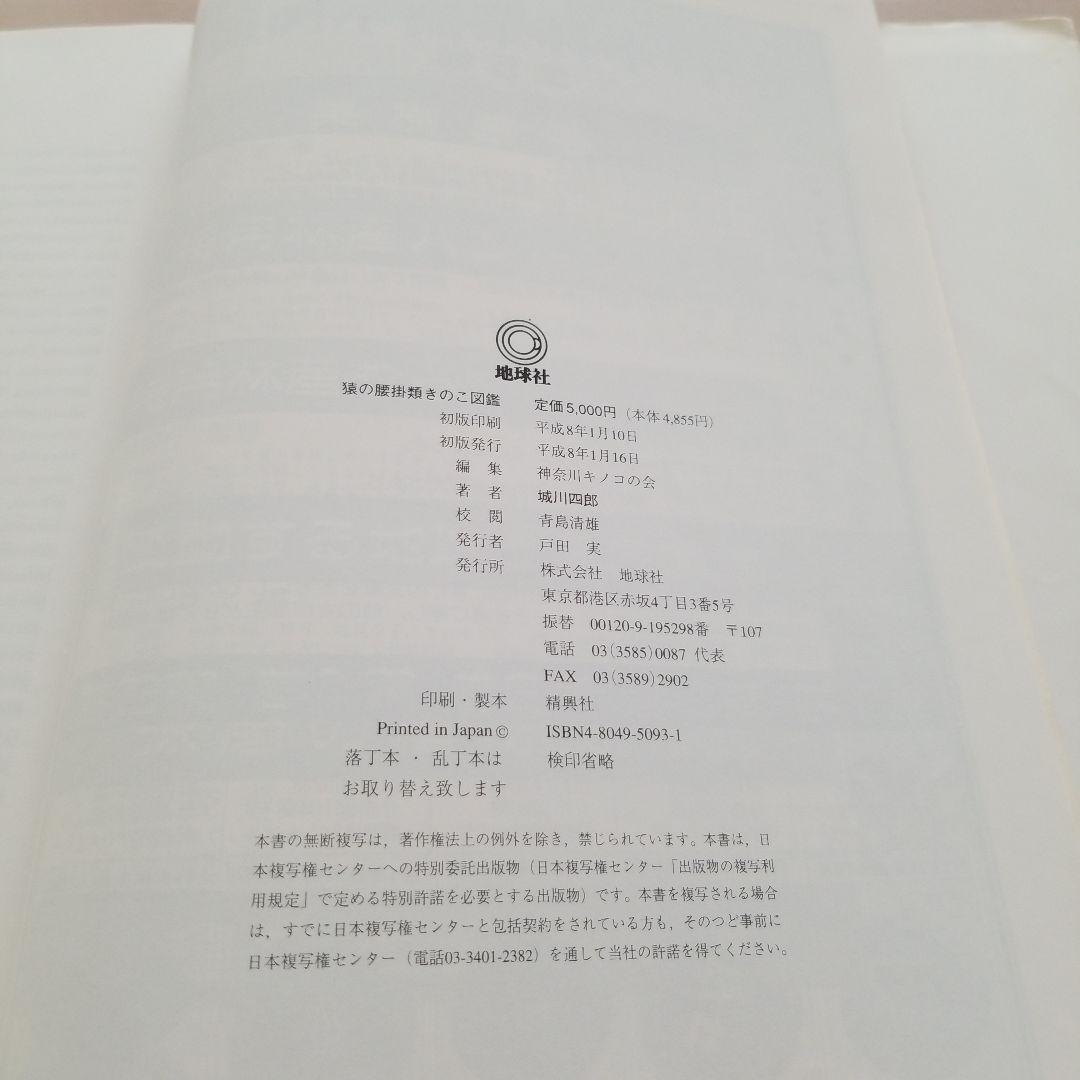 地球社
猿の腰掛類きのこ図鑑 定価5,000円（本体4,855円）
初版印刷 平成8年1月10日
初版発行 平成8年1月16日
編 集 神奈川キノコの会
著 者 城川四郎
校 閲 青島清雄
発行者 戸田 実
発行所 株式会社 地球社
東京都港区赤坂4丁目3番5号
振替 00120-9-195298番 〒107
電話 03(3585)0087 代表
FAX 03(3589)2902
印刷・製本 精興社
Printed in Japan© ISBN4-8049-5093-1
落丁本・乱丁本は 検印省略
お取り替え致します
本書の無断複写は，著作権法上の例外を除き，禁じられています。本書は，日
本複写権センターへの特別委託出版物（日本複写権センター「出版物の複写利
用規定」で定める特別許諾を必要とする出版物）です。本書を複写される場合
は，すでに日本複写権センターと包括契約をされている方も，そのつど事前に
日本複写権センター（電話03-3401-2382）を通して当社の許諾を得てください。